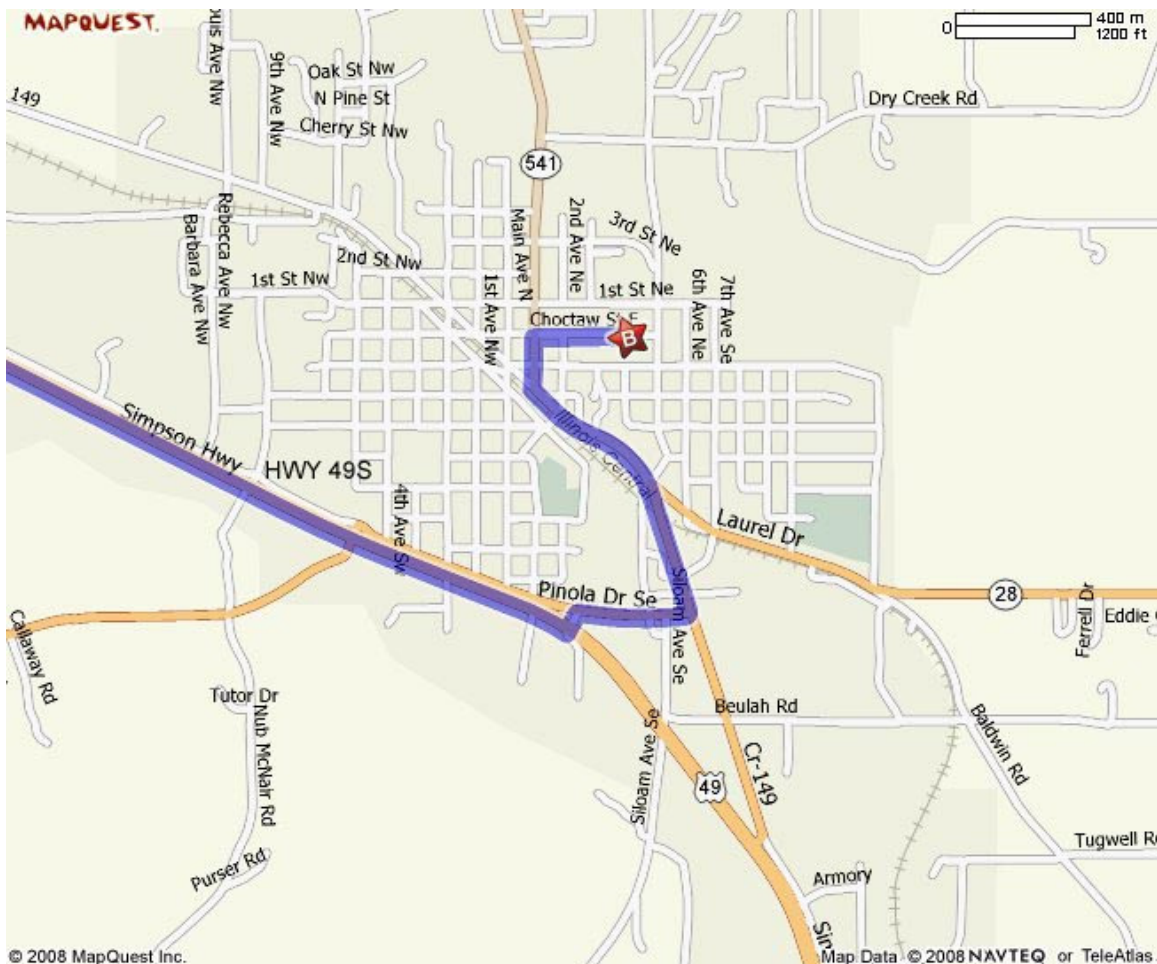 MAPQUEST.
0
400 m
1200 ft
149
9th Ave Nw
Oak St Nw
N Pine St
Cherry St Nw
Dry Creek Rd
541
Rebecca Ave Nw
Barbara Ave Nw
2nd St Nw
1st St Nw
1st Ave Nw
Main Ave N
2nd Ave Ne
3rd St Ne
1st St Ne
6th Ave Ne
7th Ave Se
B
Simpson Hwy
HWY 49S
4th Ave Sw
Illinois Central
Laurel Dr
Pinola Dr Se
Siloam Ave Se
28
Ferrell Dr
Eddie
Callaway Rd
Tutor Dr
Nub McNair Rd
Purser Rd
Siloam Ave Se
Beulah Rd
49
Cr-149
Baldwin Rd
Tugwell Rd
Armory
© 2008 MapQuest Inc.
Map Data © 2008 NAVTEQ or TeleAtlas